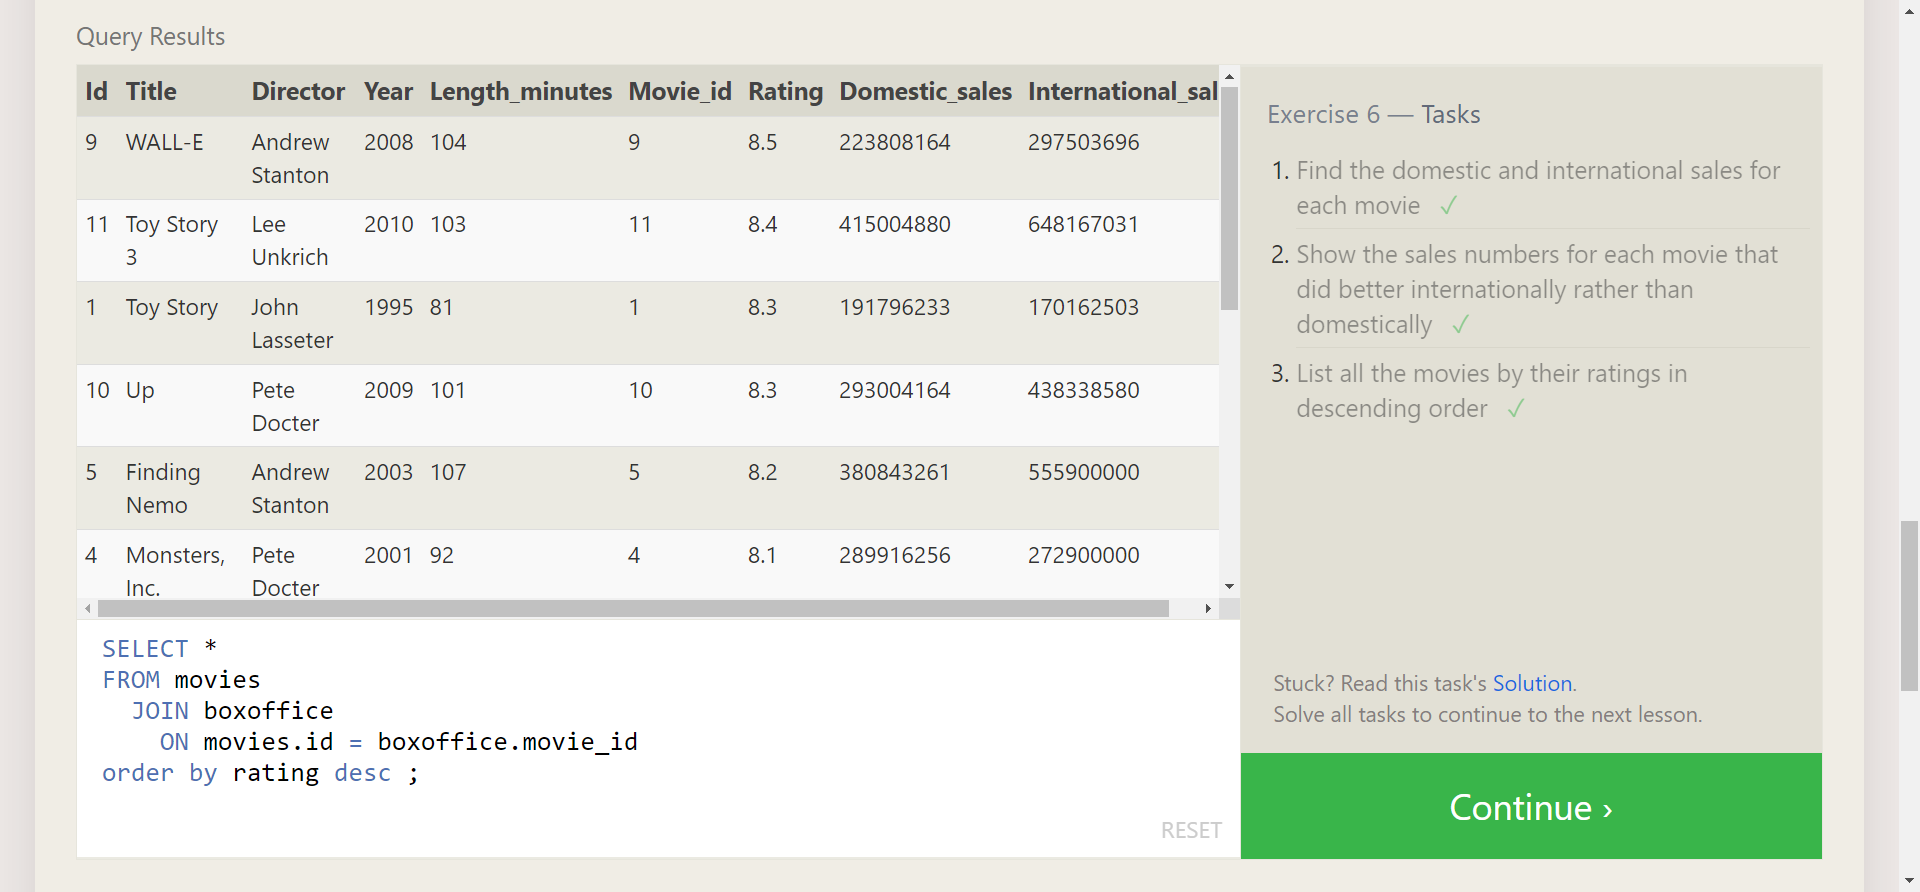 Query Results
Id Title Director Year Length_minutes Movie_id Rating Domestic_sales International_sal
9 WALL-E Andrew Stanton 2008 104 9 8.5 223808164 297503696
11 Toy Story 3 Lee Unkrich 2010 103 11 8.4 415004880 648167031
1 Toy Story John Lasseter 1995 81 1 8.3 191796233 170162503
10 Up Pete Docter 2009 101 10 8.3 293004164 438338580
5 Finding Nemo Andrew Stanton 2003 107 5 8.2 380843261 555900000
4 Monsters, Inc. Pete Docter 2001 92 4 8.1 289916256 272900000
SELECT *
FROM movies
JOIN boxoffice
ON movies.id = boxoffice.movie_id
order by rating desc ;
RESET
Exercise 6 — Tasks
1. Find the domestic and international sales for
each movie ✓
2. Show the sales numbers for each movie that
did better internationally rather than
domestically ✓
3. List all the movies by their ratings in
descending order ✓
Stuck? Read this task's Solution.
Solve all tasks to continue to the next lesson.
Continue ›